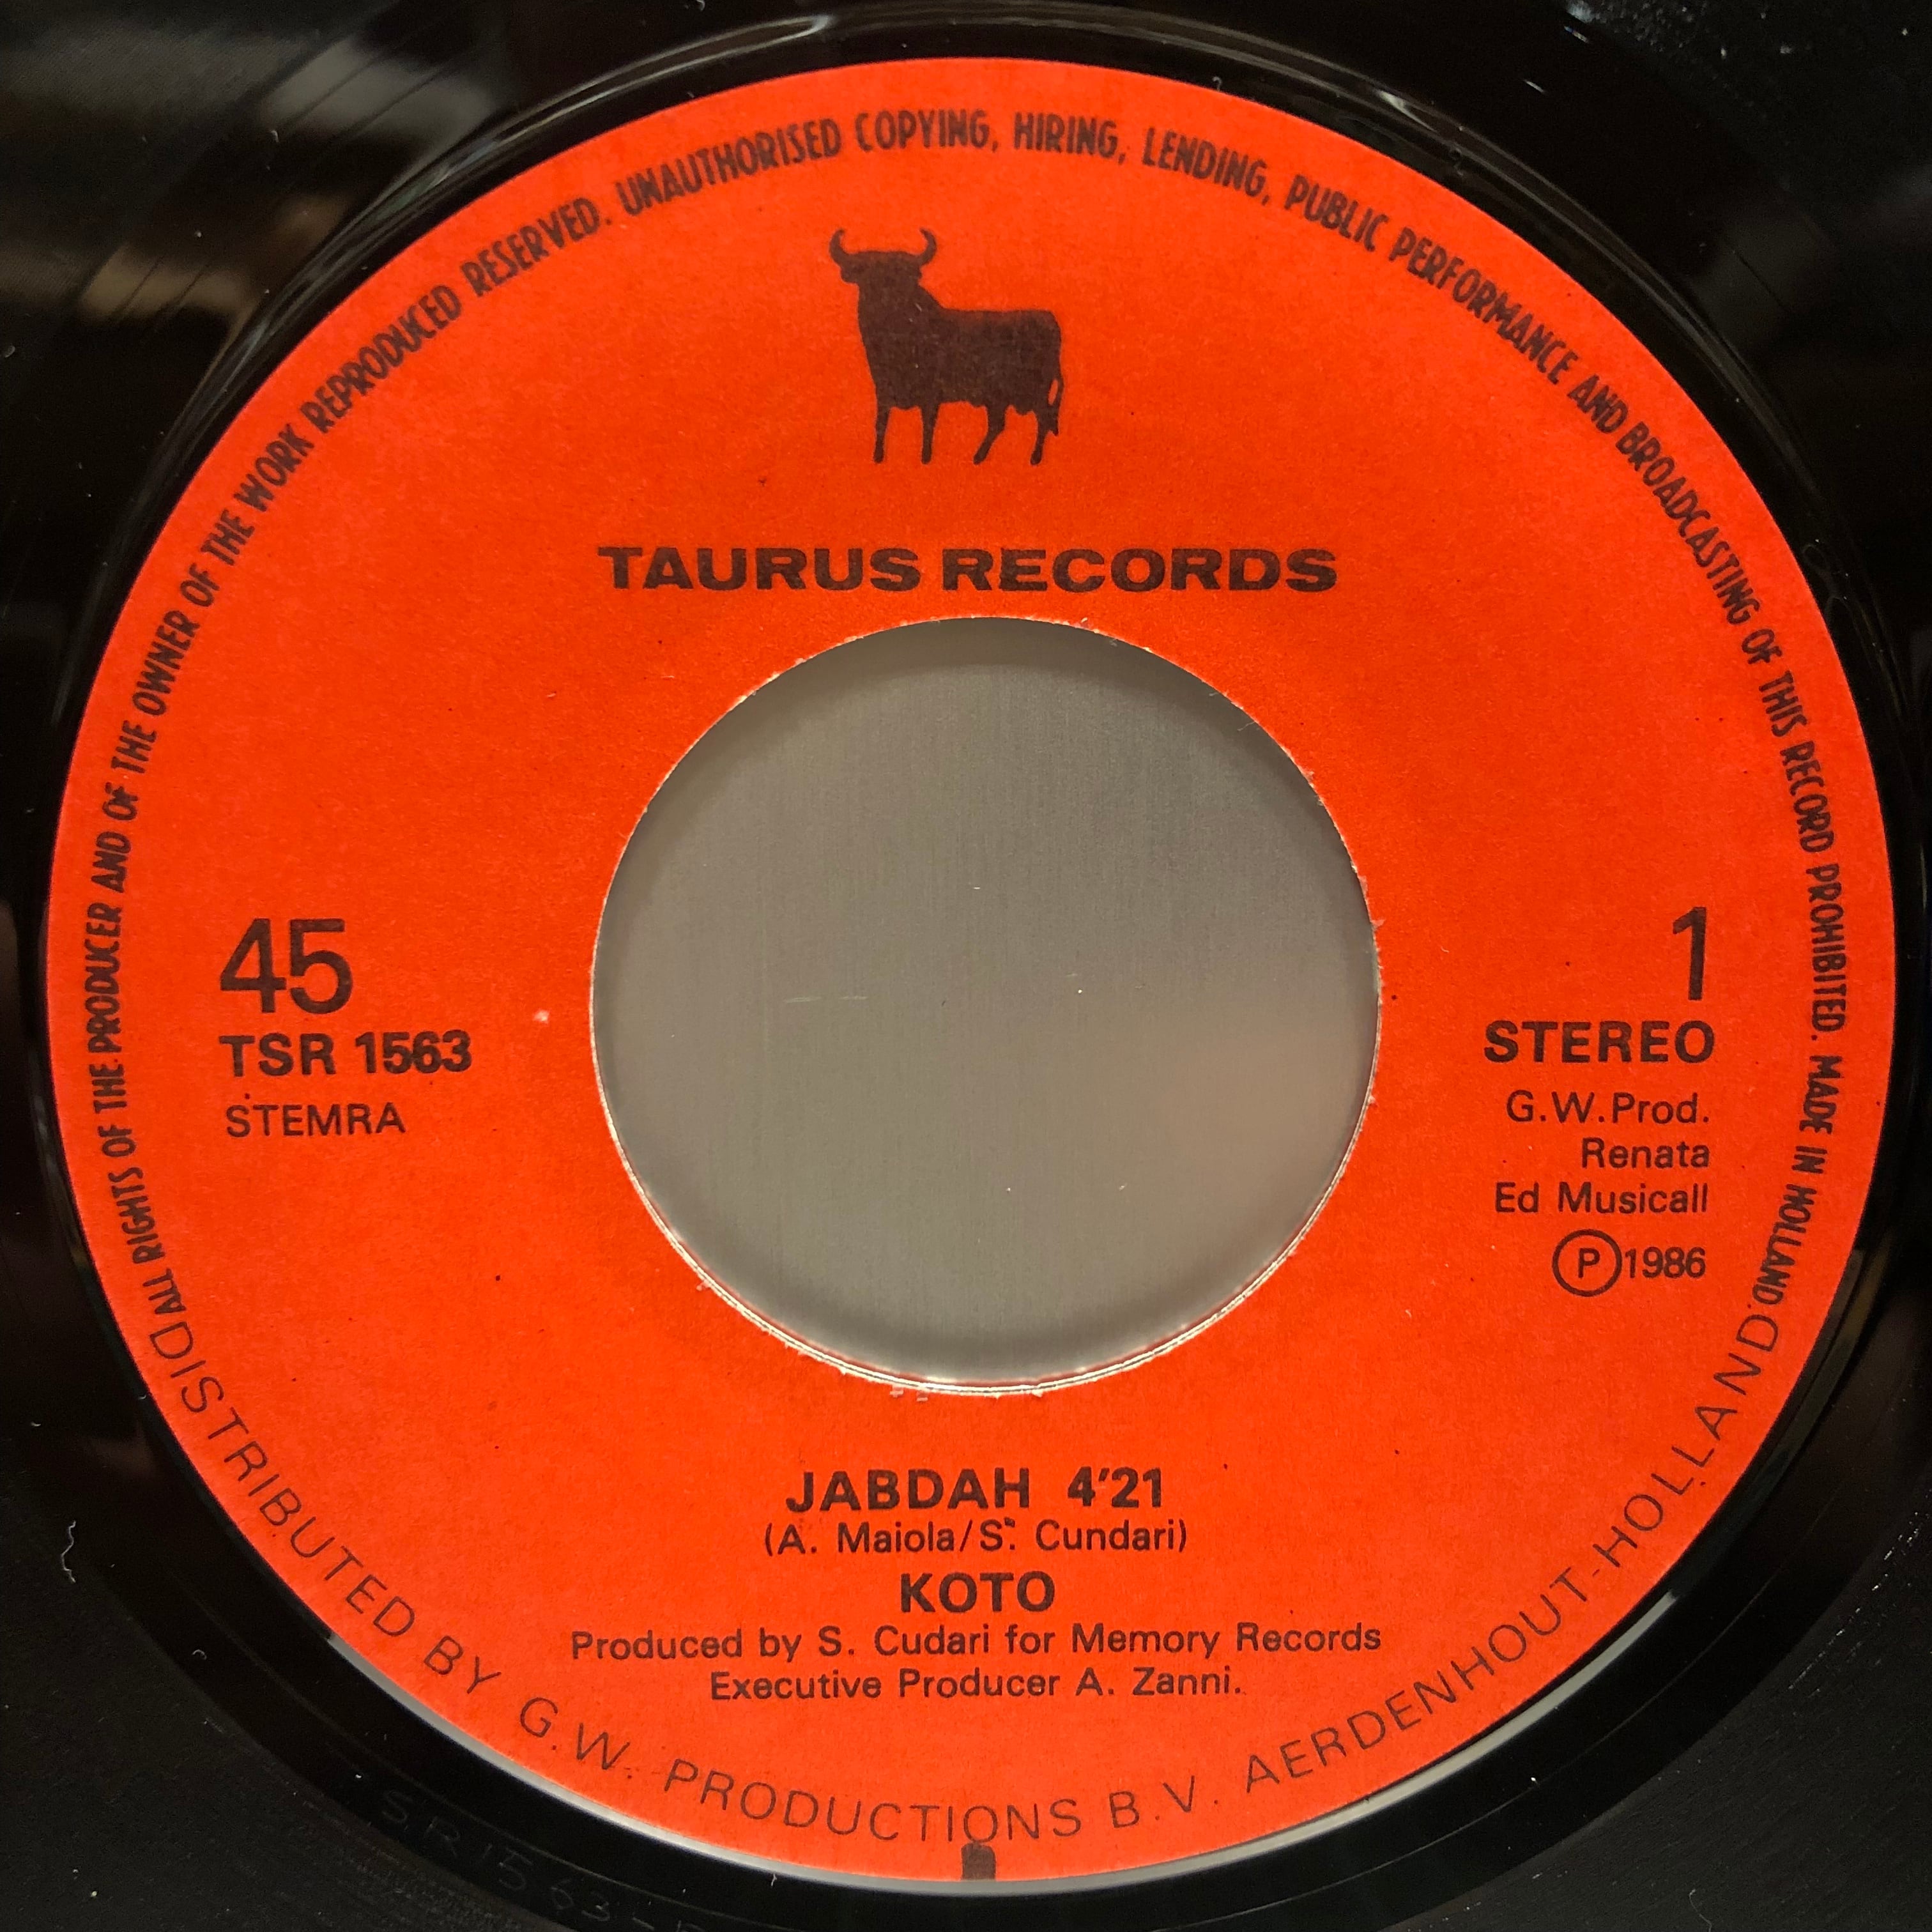 ALL RIGHTS OF THE PRODUCER AND OF THE OWNER OF THE WORK REPRODUCED RESERVED. UNAUTHORISED COPYING, HIRING, LENDING, PUBLIC PERFORMANCE AND BROADCASTING OF THIS RECORD PROHIBITED. MADE IN HOLLAND.
TAURUS RECORDS
45
TSR 1563
STEMRA
1
STEREO
G.W.Prod.
Renata
Ed Musicall
Ⓟ1986
JABDAH 4'21
(A. Maiola/S. Cundari)
KOTO
Produced by S. Cudari for Memory Records
Executive Producer A. Zanni.
DISTRIBUTED BY G.W. PRODUCTIONS B.V. AERDENHOUT-HOLLAND